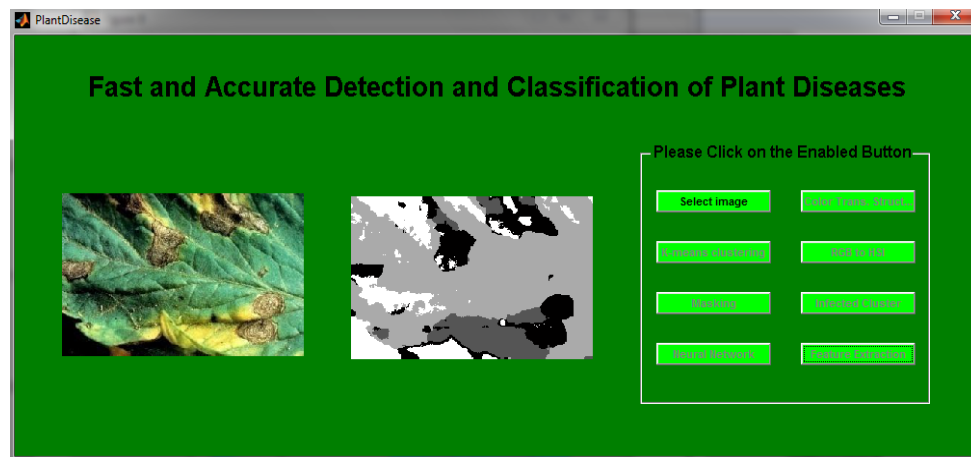 PlantDisease
Fast and Accurate Detection and Classification of Plant Diseases
Please Click on the Enabled Button
Select image
Color Trans. Struct...
K-means clustering
RGB to HSI
Masking
Infected Cluster
Neural Network
Feature Extraction